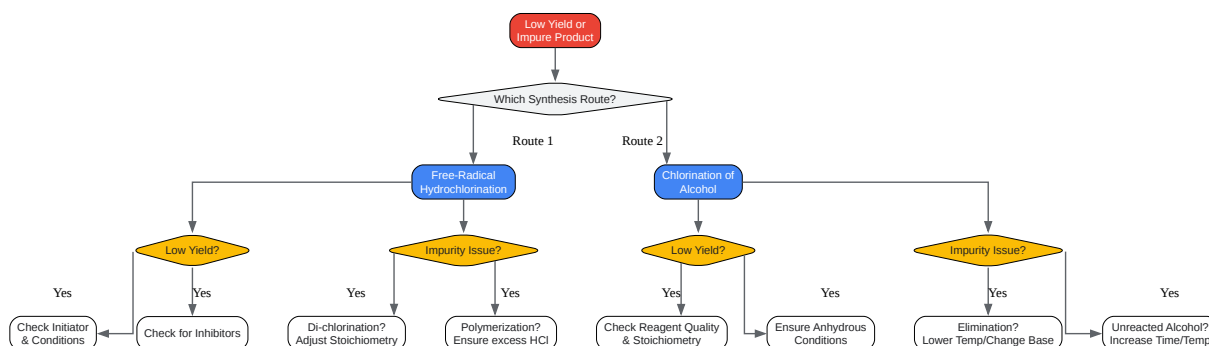 Low Yield or
Impure Product
Which Synthesis Route?
Route 1
Route 2
Free-Radical
Hydrochlorination
Chlorination of
Alcohol
Low Yield?
Impurity Issue?
Low Yield?
Impurity Issue?
Yes
Yes
Yes
Yes
Yes
Yes
Yes
Yes
Check Initiator
& Conditions
Check for Inhibitors
Di-chlorination?
Adjust Stoichiometry
Polymerization?
Ensure excess HCl
Check Reagent Quality
& Stoichiometry
Ensure Anhydrous
Conditions
Elimination?
Lower Temp/Change Base
Unreacted Alcohol?
Increase Time/Temp